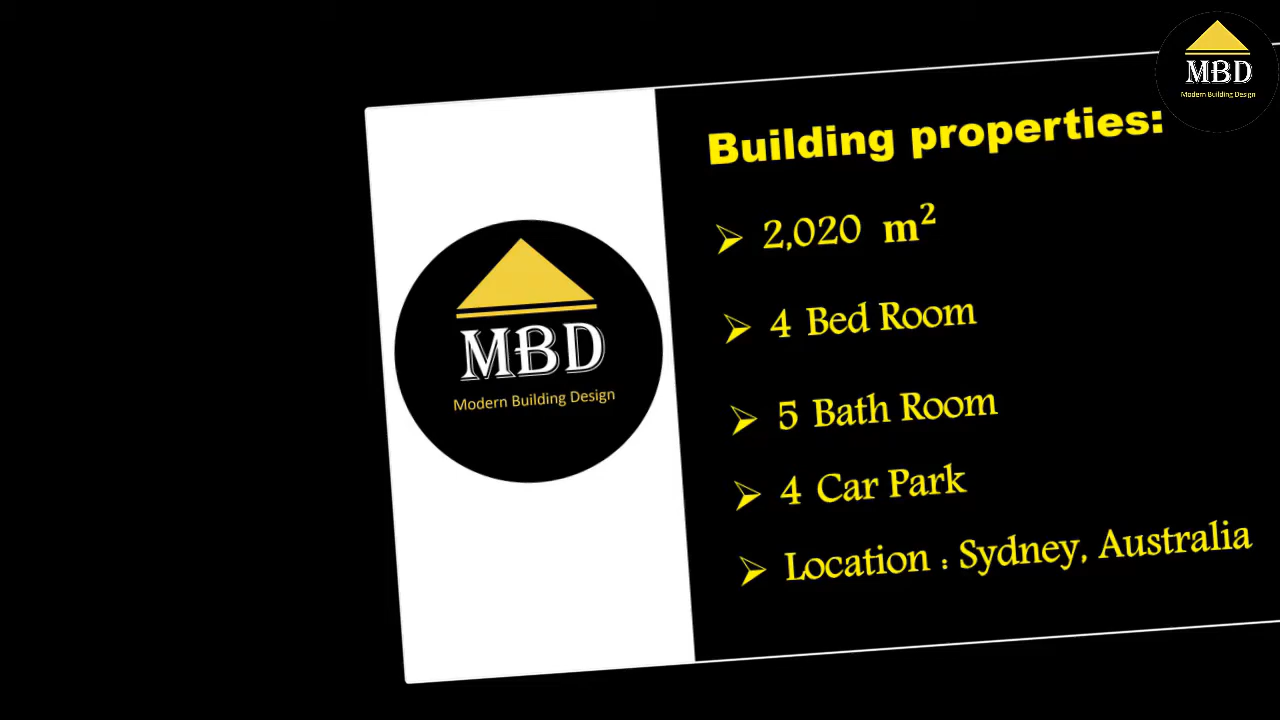 MBD
Modern Building Design
Building properties:
2,020 m²
4 Bed Room
5 Bath Room
4 Car Park
Location : Sydney, Australia
MBD
Modern Building Design